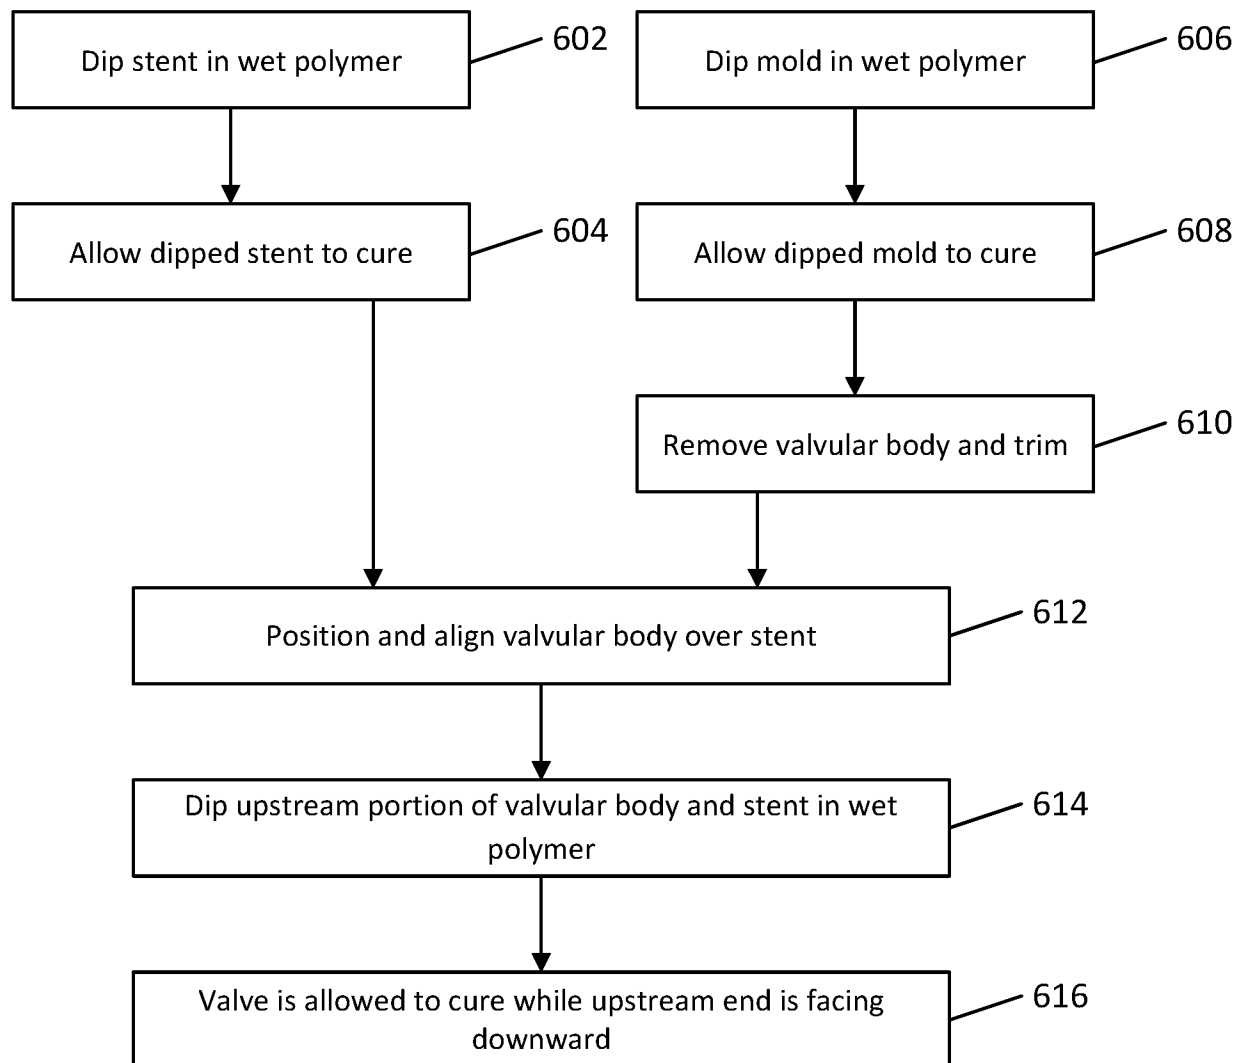 Dip stent in wet polymer
602
Dip mold in wet polymer
606
Allow dipped stent to cure
604
Allow dipped mold to cure
608
Remove valvular body and trim
610
Position and align valvular body over stent
612
Dip upstream portion of valvular body and stent in wet
polymer
614
Valve is allowed to cure while upstream end is facing
downward
616